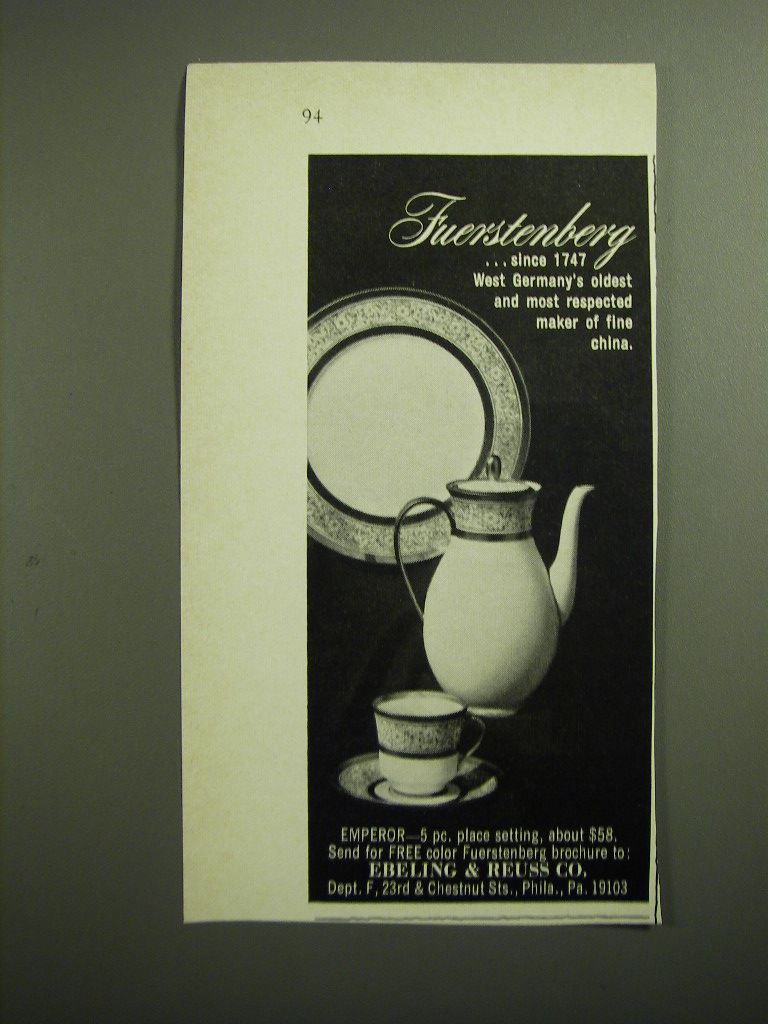 94
Fuerstenberg
...since 1747
West Germany's oldest
and most respected
maker of fine
china.
EMPEROR—5 pc. place setting, about $58.
Send for FREE color Fuerstenberg brochure to:
EBELING & REUSS CO.
Dept. F, 23rd & Chestnut Sts., Phila., Pa. 19103